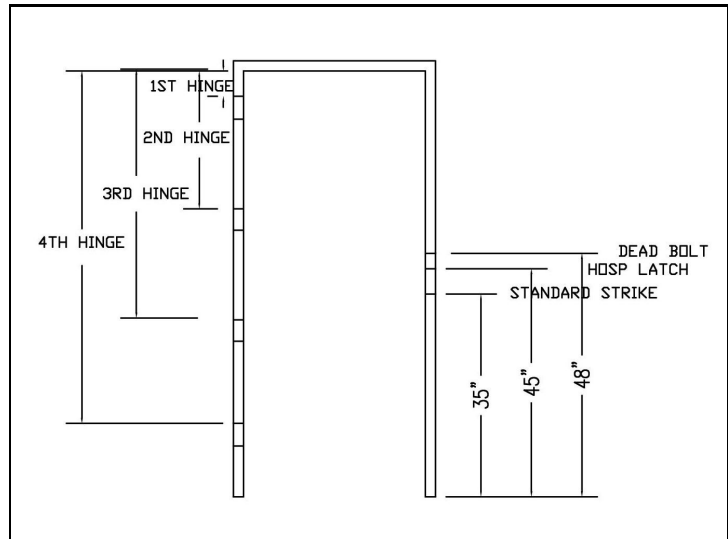 1ST HINGE
2ND HINGE
3RD HINGE
4TH HINGE
DEAD BOLT
HOSP LATCH
STANDARD STRIKE
35"
45"
48"